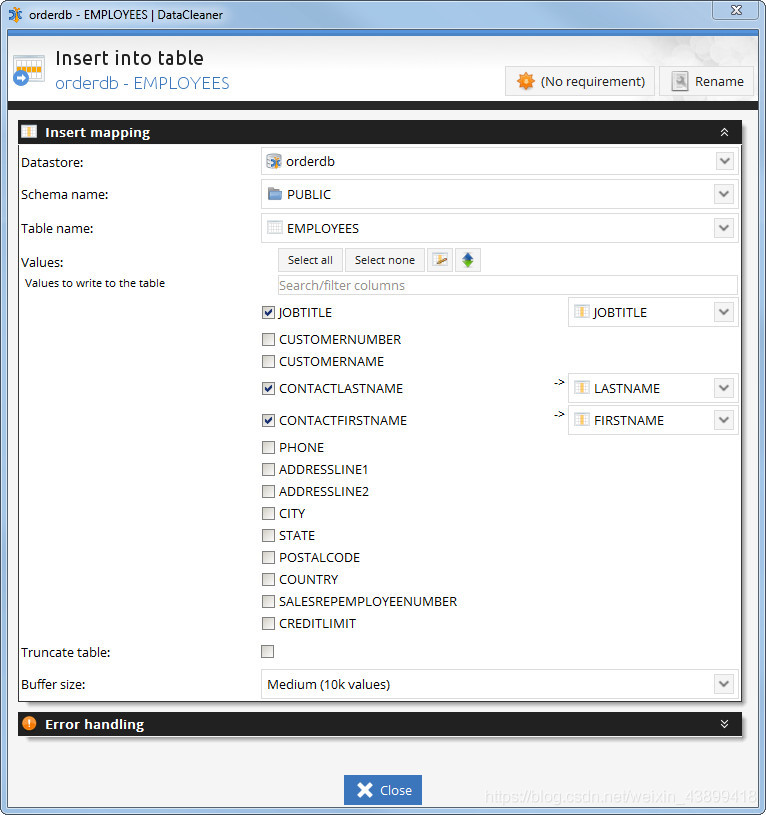 orderdb - EMPLOYEES | DataCleaner
Insert into table
orderdb - EMPLOYEES
(No requirement)
Rename
Insert mapping
Datastore: orderdb
Schema name: PUBLIC
Table name: EMPLOYEES
Values: Select all Select none
Values to write to the table
Search/filter columns
JOBTITLE JOBTITLE
CUSTOMERNUMBER
CUSTOMERNAME
CONTACTLASTNAME -> LASTNAME
CONTACTFIRSTNAME -> FIRSTNAME
PHONE
ADDRESSLINE1
ADDRESSLINE2
CITY
STATE
POSTALCODE
COUNTRY
SALESREPEMPLOYEENUMBER
CREDITLIMIT
Truncate table:
Buffer size: Medium (10k values)
Error handling
Close
https://blog.csdn.net/weixin_43899418